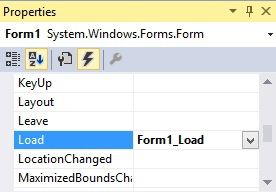 Properties
Form1 System.Windows.Forms.Form
KeyUp
Layout
Leave
Load Form1_Load
LocationChanged
MaximizedBoundsCha